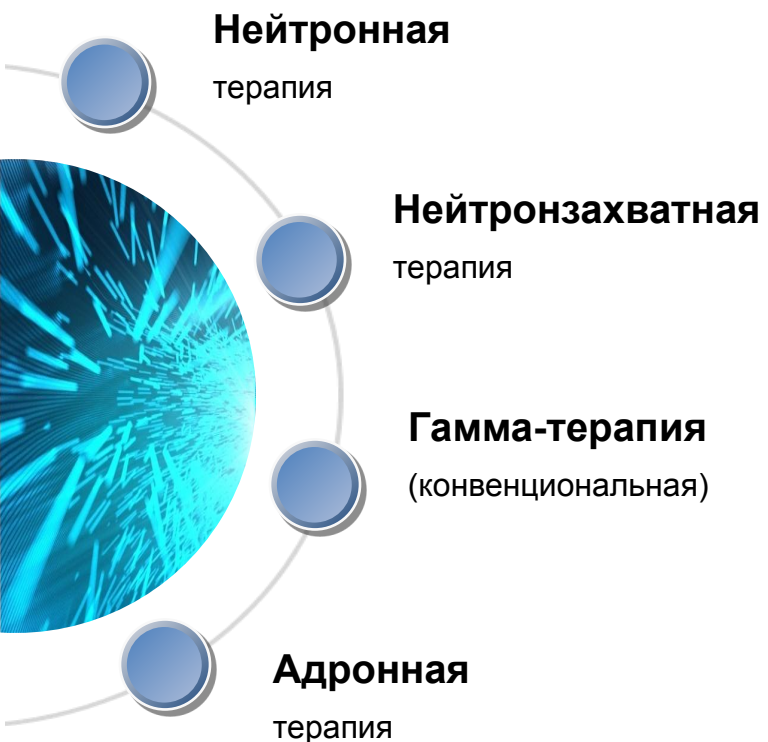 Нейтронная
терапия
Нейтронзахватная
терапия
Гамма-терапия
(конвенциональная)
Адронная
терапия